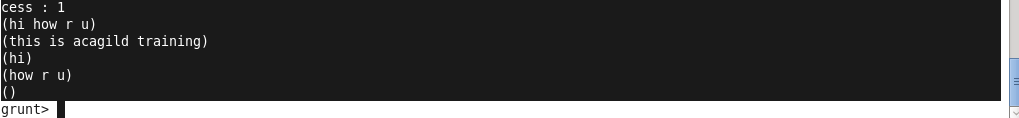 cess : 1
(hi how r u)
(this is acagild training)
(hi)
(how r u)
()
grunt>